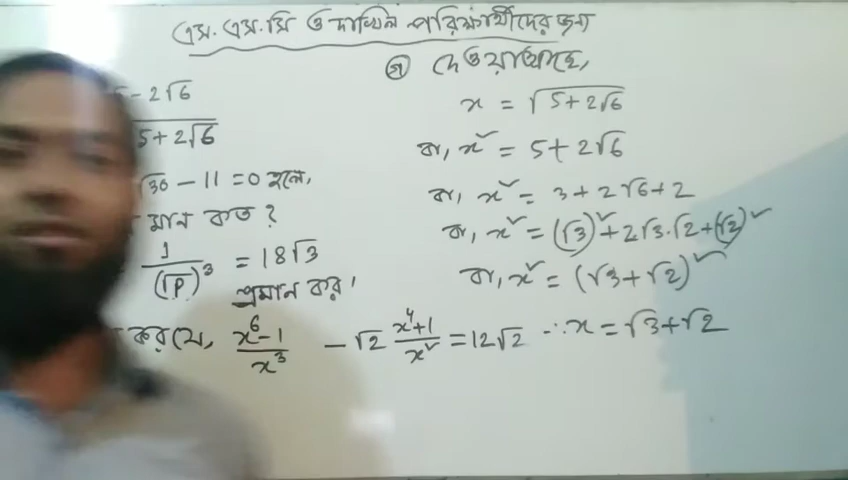 এস. এস. সি ও দাখিল পরিক্ষার্থীদের জন্য
5 - 2√6
5+2√6
√30 - 11 = 0 হলে,
মান কত ?
1/(√p)³ = 18√3
প্রমান কর।
কর যে, (x⁶-1)/x³ - √2 (x⁴+1)/x² = 12√2
গ দেওয়া আছে,
x = √(5+2√6)
বা, x² = 5+2√6
বা, x² = 3+2√6+2
বা, x² = (√3)²+2√3.√2+(√2)²
বা, x² = (√3+√2)²
∴ x = √3+√2